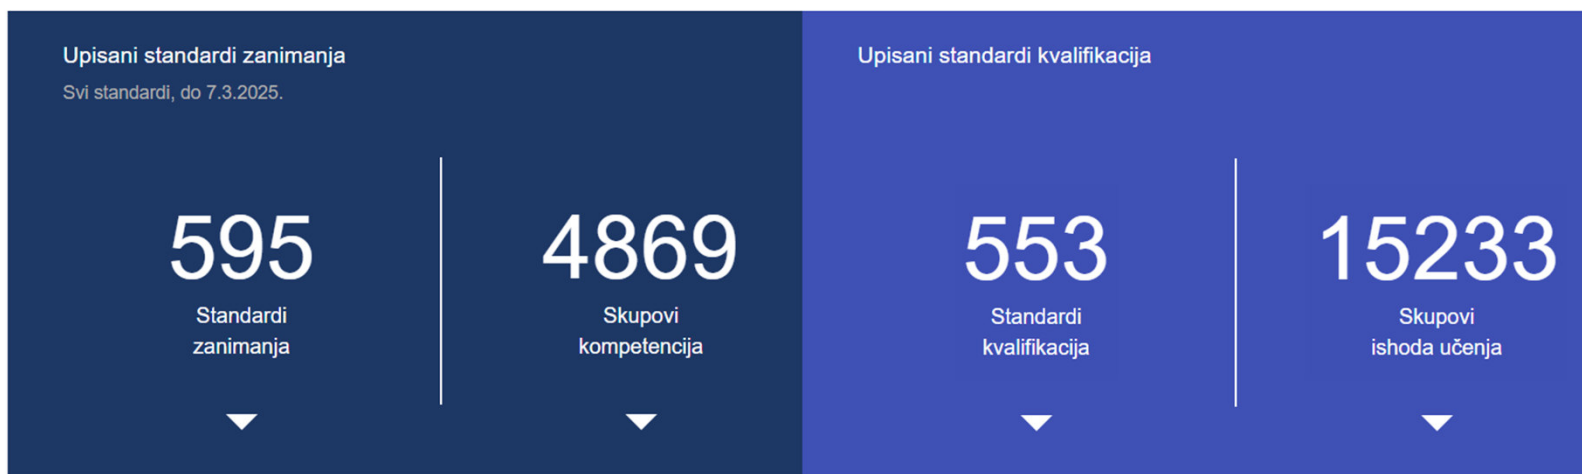 Upisani standardi zanimanja
Svi standardi, do 7.3.2025.
595
Standardi
zanimanja
4869
Skupovi
kompetencija
Upisani standardi kvalifikacija
553
Standardi
kvalifikacija
15233
Skupovi
ishoda učenja